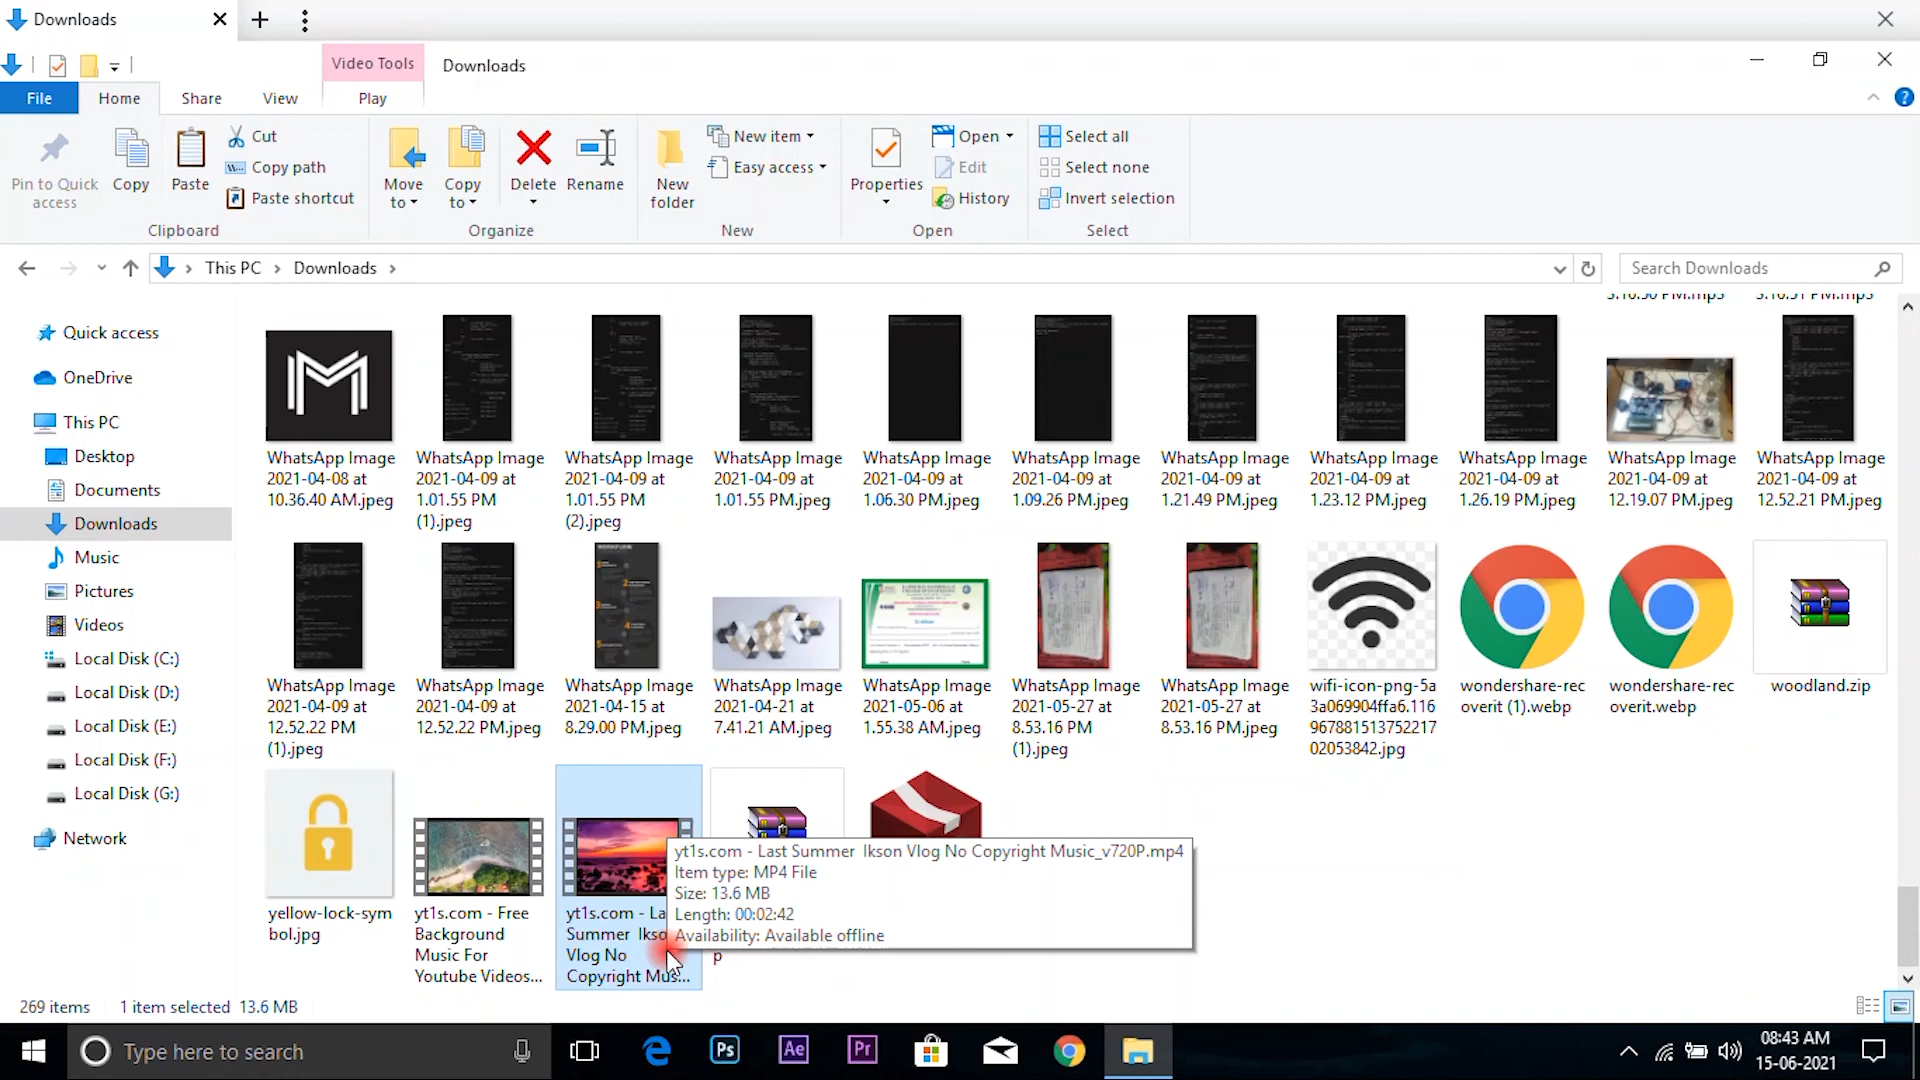 Downloads
Video Tools
Downloads
File
Home
Share
View
Play
Pin to Quick
access
Copy
Paste
Cut
Copy path
Paste shortcut
Clipboard
Move
to
Copy
to
Delete
Rename
Organize
New
folder
New item
Easy access
New
Properties
Open
Edit
History
Open
Select all
Select none
Invert selection
Select
This PC
Downloads
Search Downloads
Quick access
OneDrive
This PC
Desktop
Documents
Downloads
Music
Pictures
Videos
Local Disk (C:)
Local Disk (D:)
Local Disk (E:)
Local Disk (F:)
Local Disk (G:)
Network
WhatsApp Image
2021-04-08 at
10.36.40 AM.jpeg
WhatsApp Image
2021-04-09 at
1.01.55 PM
(1).jpeg
WhatsApp Image
2021-04-09 at
1.01.55 PM
(2).jpeg
WhatsApp Image
2021-04-09 at
1.01.55 PM.jpeg
WhatsApp Image
2021-04-09 at
1.06.30 PM.jpeg
WhatsApp Image
2021-04-09 at
1.09.26 PM.jpeg
WhatsApp Image
2021-04-09 at
1.21.49 PM.jpeg
WhatsApp Image
2021-04-09 at
1.23.12 PM.jpeg
WhatsApp Image
2021-04-09 at
1.26.19 PM.jpeg
WhatsApp Image
2021-04-09 at
12.19.07 PM.jpeg
WhatsApp Image
2021-04-09 at
12.52.21 PM.jpeg
WhatsApp Image
2021-04-09 at
12.52.22 PM
(1).jpeg
WhatsApp Image
2021-04-09 at
12.52.22 PM.jpeg
WhatsApp Image
2021-04-15 at
8.29.00 PM.jpeg
WhatsApp Image
2021-04-21 at
7.41.21 AM.jpeg
WhatsApp Image
2021-05-06 at
1.55.38 AM.jpeg
WhatsApp Image
2021-05-27 at
8.53.16 PM
(1).jpeg
WhatsApp Image
2021-05-27 at
8.53.16 PM.jpeg
wifi-icon-png-5a
3a069904ffa6.116
9678815137522​17
02053842.jpg
wondershare-rec
overit (1).webp
wondershare-rec
overit.webp
woodland.zip
yellow-lock-sym
bol.jpg
yt1s.com - Free
Background
Music For
Youtube Videos...
yt1s.com - La
Summer Ikso
Vlog No
Copyright Mus...
p
yt1s.com - Last Summer Ikson Vlog No Copyright Music_v720P.mp4
Item type: MP4 File
Size: 13.6 MB
Length: 00:02:42
Availability: Available offline
269 items
1 item selected 13.6 MB
Type here to search
Ps
Ae
Pr
08:43 AM
15-06-2021